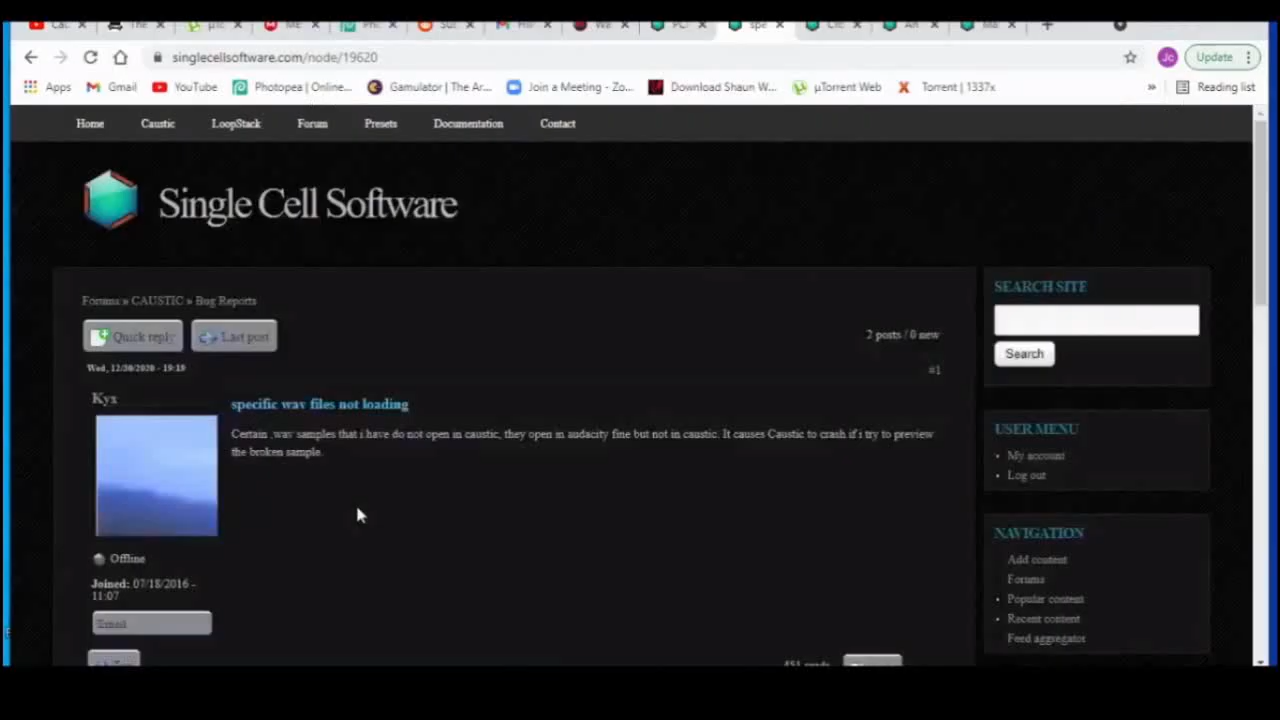 singlecellsoftware.com/node/19620
Update
Apps Gmail YouTube Photopea | Online... Gamulator | The Ar... Join a Meeting - Zo... Download Shaun W... µTorrent Web Torrent | 1337x » Reading list
Home Caustic LoopStack Forum Presets Documentation Contact
Single Cell Software
Forums » CAUSTIC » Bug Reports
Quick reply Last post
2 posts / 0 new
Wed, 12/30/2020 - 19:19
#1
Kyx
specific wav files not loading
Certain .wav samples that i have do not open in caustic, they open in audacity fine but not in caustic. It causes Caustic to crash if i try to preview
the broken sample.
Offline
Joined: 07/18/2016 -
11:07
Email
SEARCH SITE
Search
USER MENU
My account
Log out
NAVIGATION
Add content
Forums
Popular content
Recent content
Feed aggregator